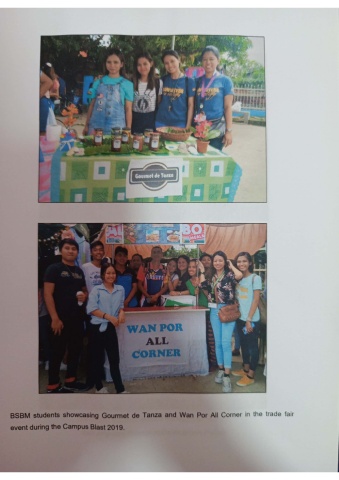 Gourmet de Tanza
WAN POR
ALL
CORNER
BSBM students showcasing Gourmet de Tanza and Wan Por All Corner in the trade fair
event during the Campus Blast 2019.